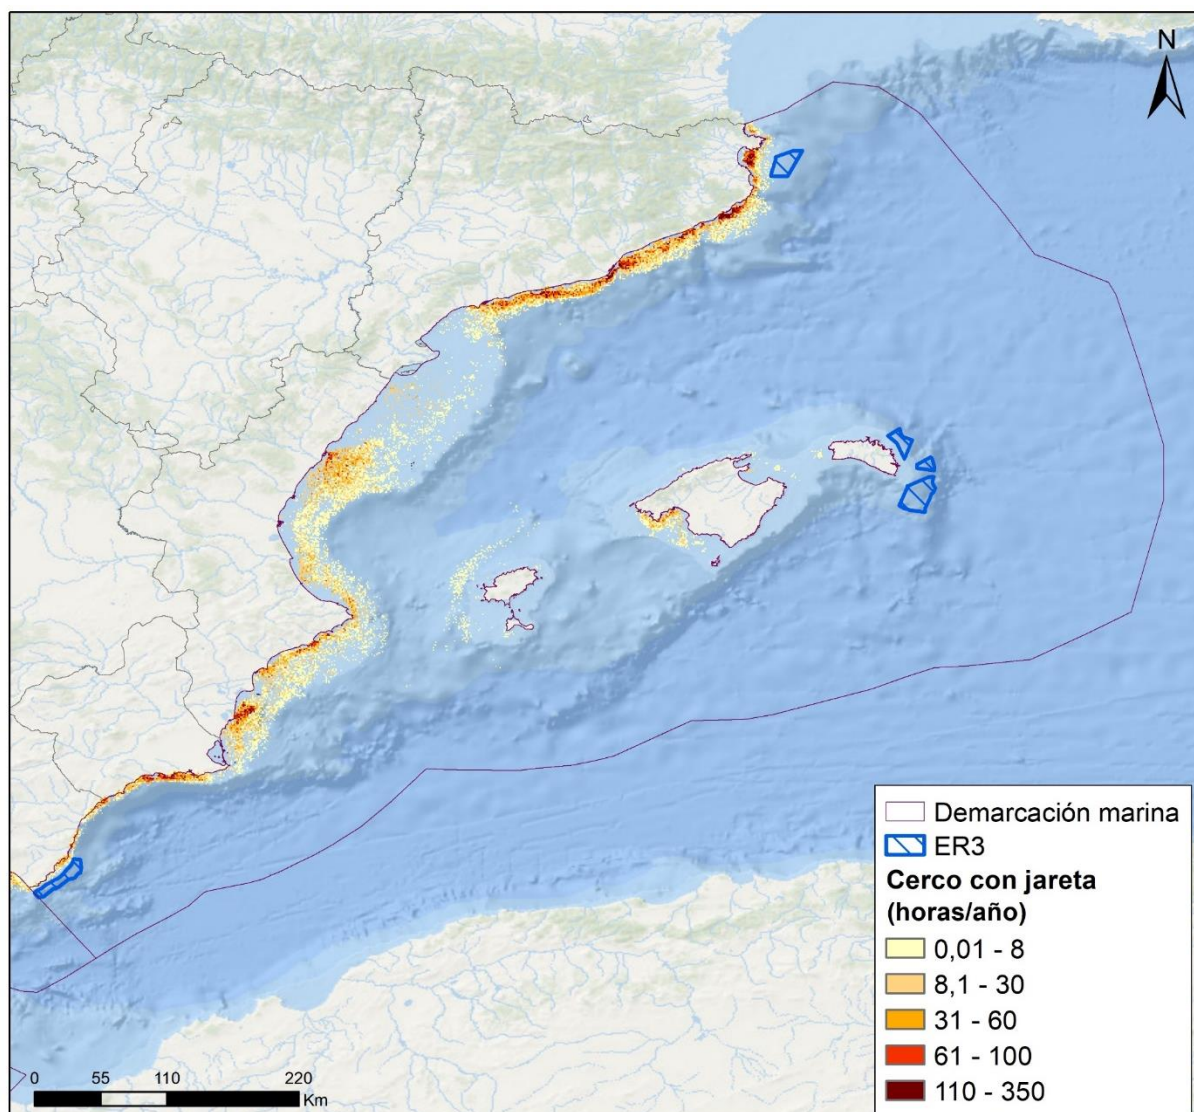 N
Demarcación marina
ER3
Cerco con jareta
(horas/año)
0,01 - 8
8,1 - 30
31 - 60
61 - 100
110 - 350
0 55 110 220
Km